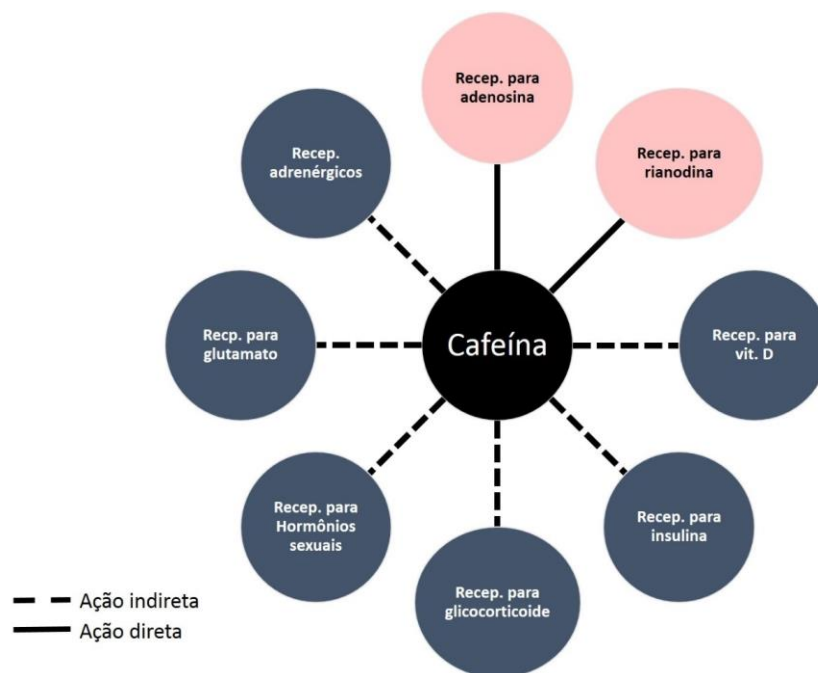 Recep. para
adenosina
Recep.
adrenérgicos
Recep. para
rianodina
Recp. para
glutamato
Cafeína
Recep. para
vit. D
Recep. para
Hormônios
sexuais
Recep. para
insulina
Recep. para
glicocorticoide
Ação indireta
Ação direta